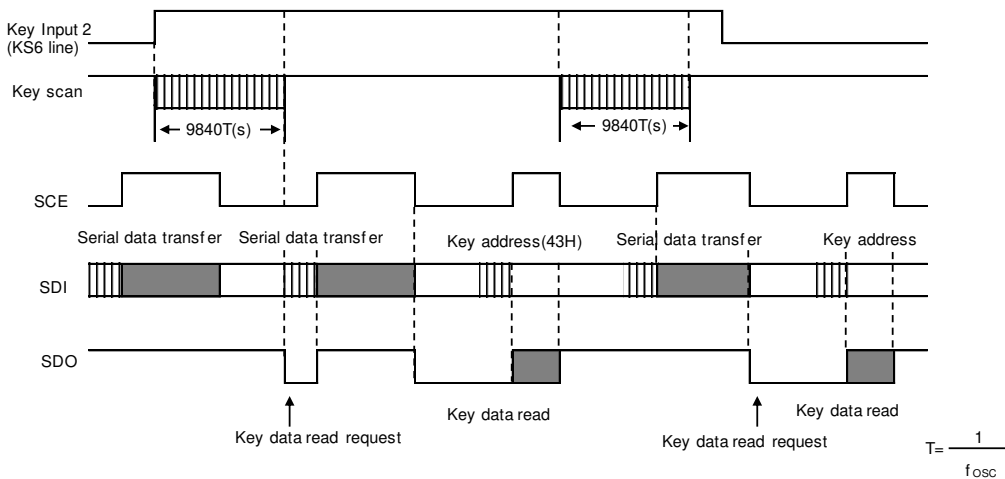 Key Input 2
(KS6 line)
Key scan
9840T(s)
9840T(s)
SCE
Serial data transfer
Serial data transfer
Key address(43H)
Serial data transfer
Key address
SDI
SDO
Key data read
Key data read
Key data read request
Key data read request
T= 1
fosc